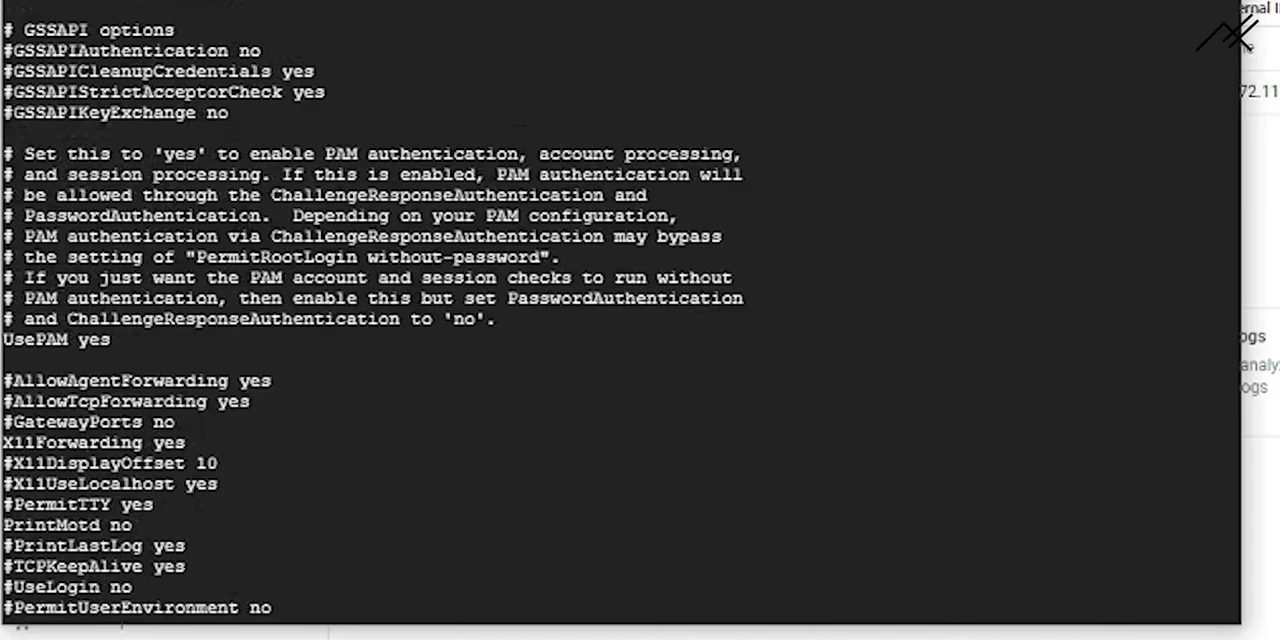 # GSSAPI options
#GSSAPIAuthentication no
#GSSAPICleanupCredentials yes
#GSSAPIStrictAcceptorCheck yes
#GSSAPIKeyExchange no
# Set this to 'yes' to enable PAM authentication, account processing,
# and session processing. If this is enabled, PAM authentication will
# be allowed through the ChallengeResponseAuthentication and
# PasswordAuthentication.  Depending on your PAM configuration,
# PAM authentication via ChallengeResponseAuthentication may bypass
# the setting of "PermitRootLogin without-password".
# If you just want the PAM account and session checks to run without
# PAM authentication, then enable this but set PasswordAuthentication
# and ChallengeResponseAuthentication to 'no'.
UsePAM yes
#AllowAgentForwarding yes
#AllowTcpForwarding yes
#GatewayPorts no
X11Forwarding yes
#X11DisplayOffset 10
#X11UseLocalhost yes
#PermitTTY yes
PrintMotd no
#PrintLastLog yes
#TCPKeepAlive yes
#UseLogin no
#PermitUserEnvironment no
ernal I
72.11
ogs
analy
ogs